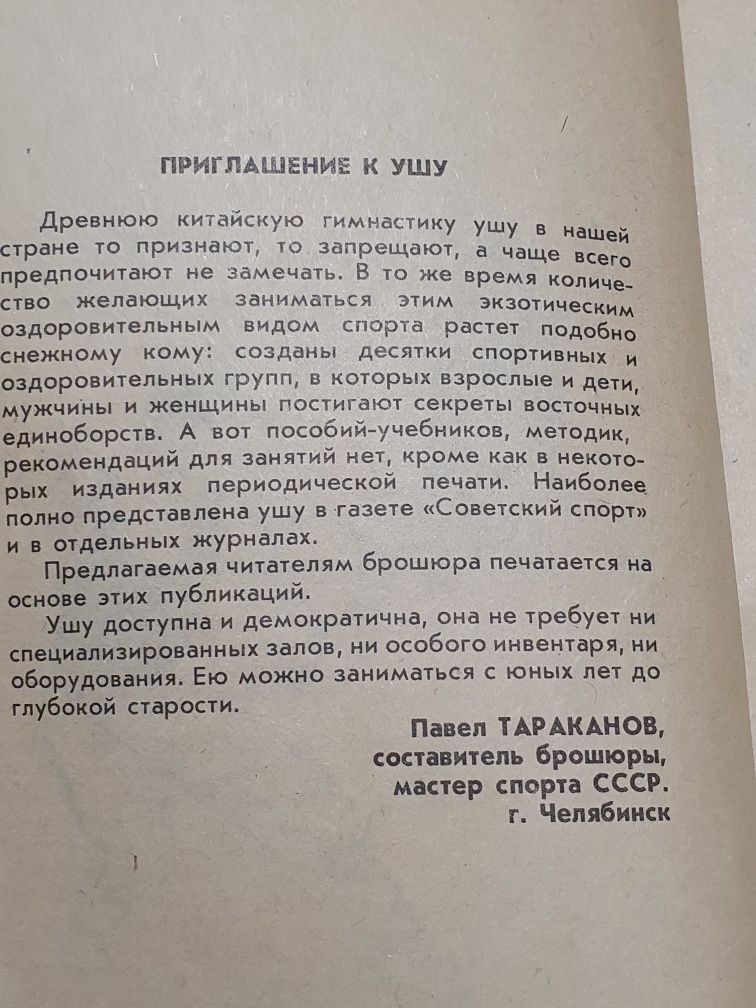 ПРИГЛАШЕНИЕ К УШУ
Древнюю китайскую гимнастику ушу в нашей
стране то признают, то запрещают, а чаще всего
предпочитают не замечать. В то же время количе-
ство желающих заниматься этим экзотическим
оздоровительным видом спорта растет подобно
снежному кому: созданы десятки спортивных и
оздоровительных групп, в которых взрослые и дети,
мужчины и женщины постигают секреты восточных
единоборств. А вот пособий-учебников, методик,
рекомендаций для занятий нет, кроме как в некото-
рых изданиях периодической печати. Наиболее
полно представлена ушу в газете «Советский спорт»
и в отдельных журналах.
Предлагаемая читателям брошюра печатается на
основе этих публикаций.
Ушу доступна и демократична, она не требует ни
специализированных залов, ни особого инвентаря, ни
оборудования. Ею можно заниматься с юных лет до
глубокой старости.
Павел ТАРАКАНОВ,
составитель брошюры,
мастер спорта СССР.
г. Челябинск